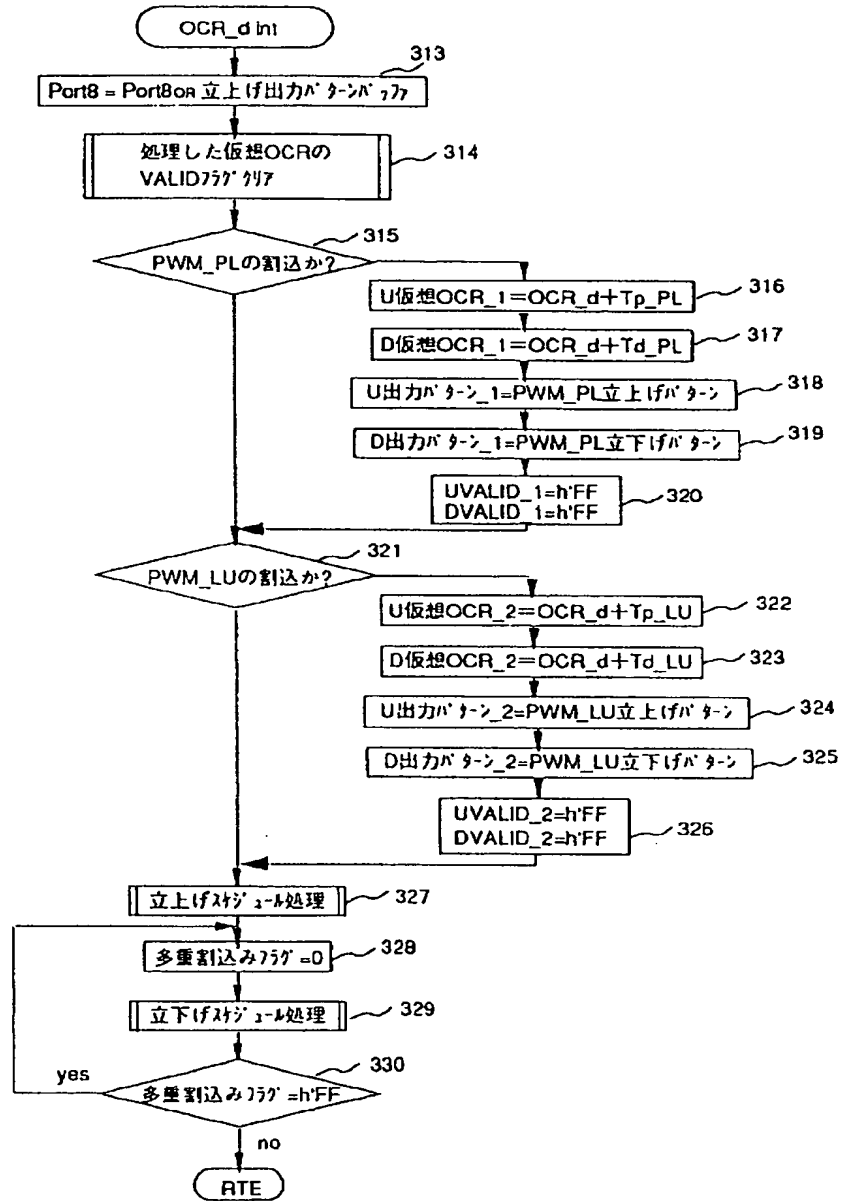 OCR_d int
313
Port8 = Port8 OR 立上げ出力パターンバッファ
処理した仮想OCRの
VALIDフラグクリア
314
315
PWM_PLの割込か?
U仮想OCR_1=OCR_d+Tp_PL
316
D仮想OCR_1=OCR_d+Td_PL
317
U出力パターン_1=PWM_PL立上げパターン
318
D出力パターン_1=PWM_PL立下げパターン
319
UVALID_1=h'FF
DVALID_1=h'FF
320
321
PWM_LUの割込か?
U仮想OCR_2=OCR_d+Tp_LU
322
D仮想OCR_2=OCR_d+Td_LU
323
U出力パターン_2=PWM_LU立上げパターン
324
D出力パターン_2=PWM_LU立下げパターン
325
UVALID_2=h'FF
DVALID_2=h'FF
326
立上げスケジュール処理
327
多重割込みフラグ=0
328
立下げスケジュール処理
329
330
yes
多重割込みフラグ=h'FF
no
RTE